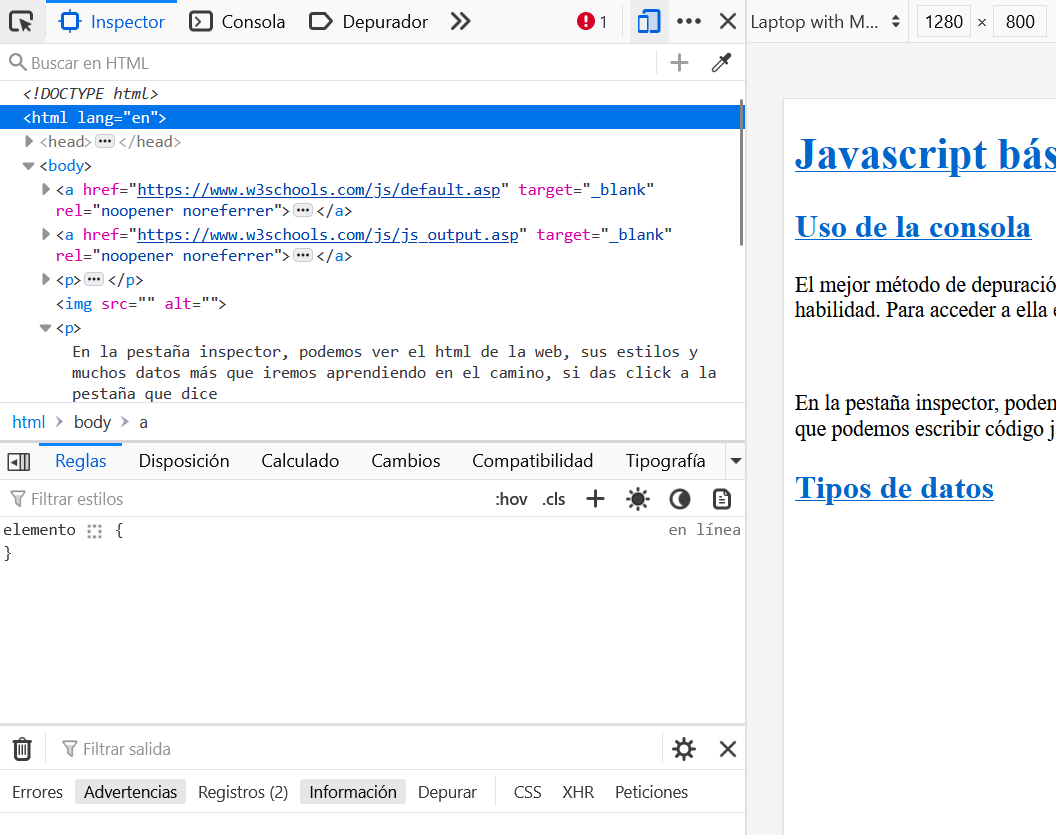 Inspector Consola Depurador 1
Buscar en HTML
<!DOCTYPE html>
<html lang="en">
<head> ••• </head>
<body>
<a href="https://www.w3schools.com/js/default.asp" target="_blank"
rel="noopener noreferrer"> ••• </a>
<a href="https://www.w3schools.com/js/js_output.asp" target="_blank"
rel="noopener noreferrer"> ••• </a>
<p> ••• </p>
<img src="" alt="">
<p>
En la pestaña inspector, podemos ver el html de la web, sus estilos y
muchos datos más que iremos aprendiendo en el camino, si das click a la
pestaña que dice
html > body > a
Reglas Disposición Calculado Cambios Compatibilidad Tipografía
Filtrar estilos :hov .cls
elemento { en línea
}
Filtrar salida
Errores Advertencias Registros (2) Información Depurar CSS XHR Peticiones
Laptop with M... 1280 × 800
Javascript bás
Uso de la consola
El mejor método de depuració
habilidad. Para acceder a ella e
En la pestaña inspector, poden
que podemos escribir código j
Tipos de datos